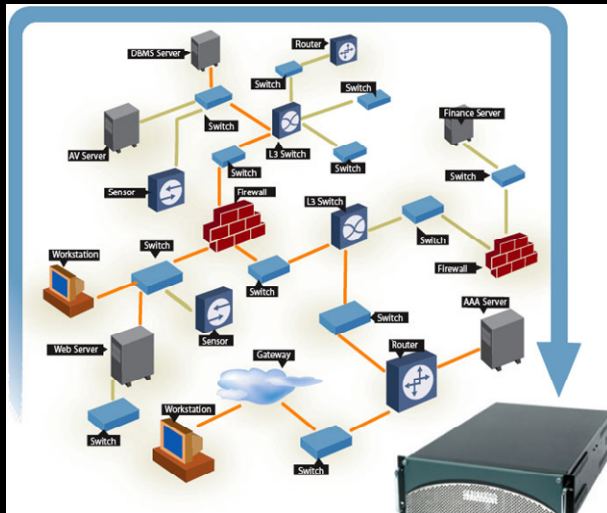 DBMS Server
Router
Switch
Switch
Finance Server
Switch
AV Server
L3 Switch
Switch
Switch
Switch
Sensor
Firewall
L3 Switch
Switch
Switch
Workstation
Firewall
Switch
AAA Server
Switch
Web Server
Sensor
Gateway
Router
Workstation
Switch
Switch